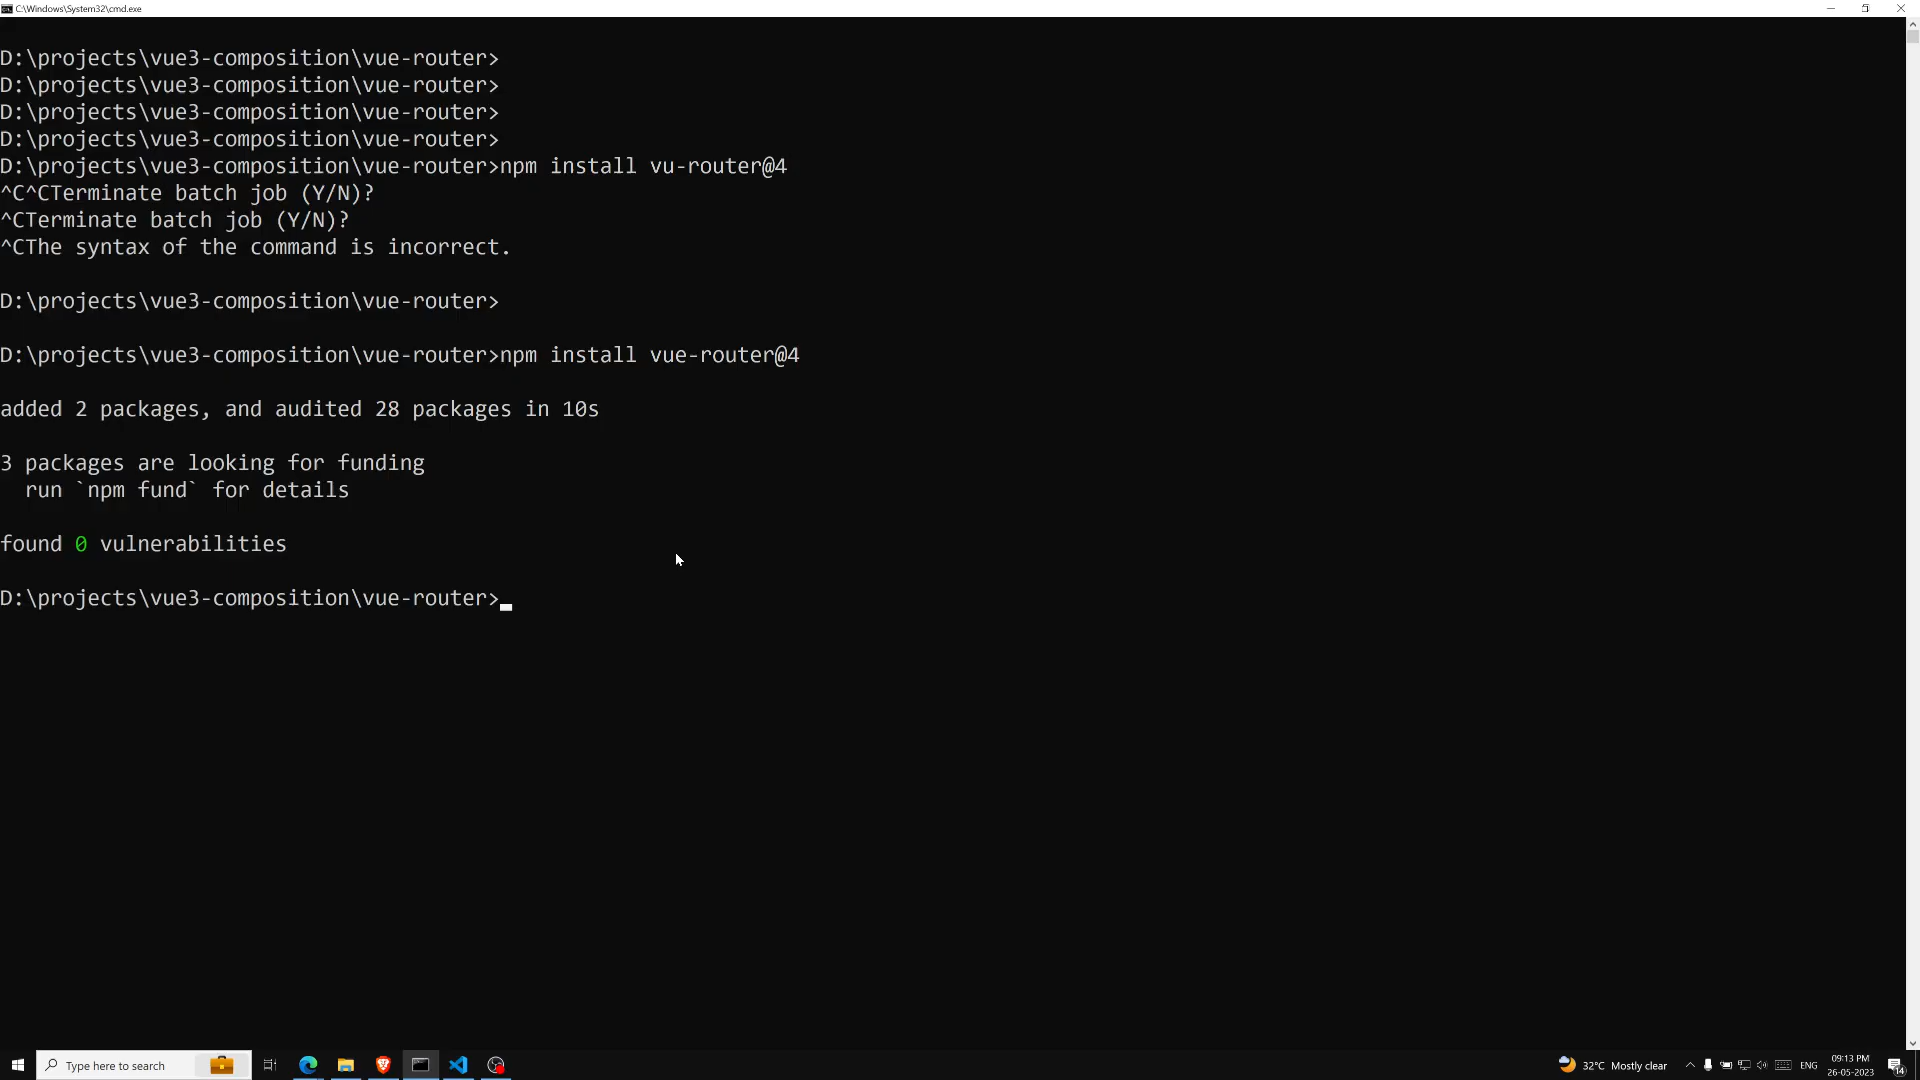 C:\Windows\System32\cmd.exe
D:\projects\vue3-composition\vue-router>
D:\projects\vue3-composition\vue-router>
D:\projects\vue3-composition\vue-router>
D:\projects\vue3-composition\vue-router>
D:\projects\vue3-composition\vue-router>npm install vu-router@4
^C^CTerminate batch job (Y/N)?
^CTerminate batch job (Y/N)?
^CThe syntax of the command is incorrect.
D:\projects\vue3-composition\vue-router>
D:\projects\vue3-composition\vue-router>npm install vue-router@4
added 2 packages, and audited 28 packages in 10s
3 packages are looking for funding
  run `npm fund` for details
found 0 vulnerabilities
D:\projects\vue3-composition\vue-router>
Type here to search
32°C Mostly clear
ENG
09:13 PM
26-05-2023
14